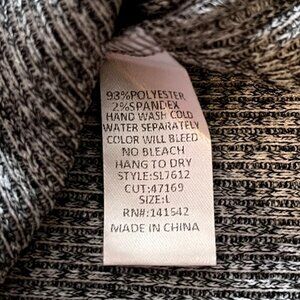 98%POLYESTER
2%SPANDEX
HAND WASH COLD
WATER SEPARATELY
COLOR WILL BLEED
NO BLEACH
HANG TO DRY
STYLE:SL7612
CUT:47169
SIZE:L
RN#:141542
MADE IN CHINA